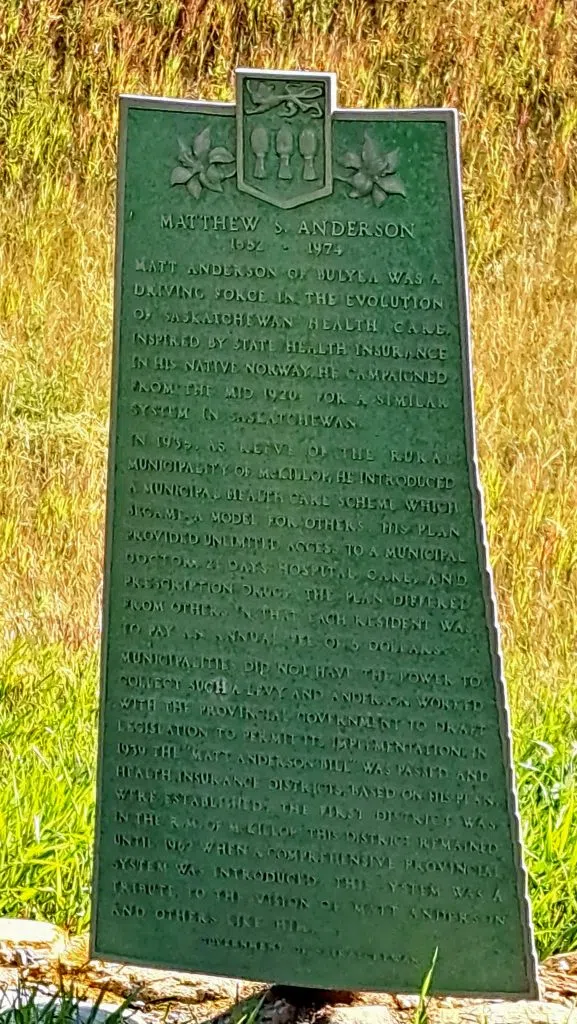 MATTHEW S. ANDERSON
1882 - 1974
MATT ANDERSON OF BULYEA WAS A
DRIVING FORCE IN THE EVOLUTION
OF SASKATCHEWAN HEALTH CARE.
INSPIRED BY STATE HEALTH INSURANCE
IN HIS NATIVE NORWAY, HE CAMPAIGNED
FROM THE MID 1920s FOR A SIMILAR
SYSTEM IN SASKATCHEWAN.
IN AS REEVE OF THE RURAL
MUNICIPALITY OF McKILLOP, HE INTRODUCED
A MUNICIPAL HEALTH CARE SCHEME WHICH
BECAME A MODEL FOR OTHERS. HIS PLAN
PROVIDED UNLIMITED ACCESS TO A MUNICIPAL
DOCTOR, 21 DAYS HOSPITAL CARE, AND
PRESCRIPTION DRUGS. THE PLAN DIFFERED
FROM OTHERS IN THAT EACH RESIDENT WAS
TO PAY AN ANNUAL FEE OF 5 DOLLARS.
MUNICIPALITIES DID NOT HAVE THE POWER TO
COLLECT SUCH A LEVY AND ANDERSON WORKED
WITH THE PROVINCIAL GOVERNMENT TO DRAFT
LEGISLATION TO PERMIT ITS IMPLEMENTATION. IN
1939 THE "MATT ANDERSON BILL" WAS PASSED AND
HEALTH INSURANCE DISTRICTS, BASED ON HIS PLAN,
WERE ESTABLISHED. THE FIRST DISTRICT WAS
IN THE R.M. OF McKILLOP. THIS DISTRICT REMAINED
UNTIL 1962 WHEN A COMPREHENSIVE PROVINCIAL
SYSTEM WAS INTRODUCED. THIS SYSTEM WAS A
TRIBUTE TO THE VISION OF MATT ANDERSON
AND OTHERS LIKE HIM.
GOVERNMENT OF SASKATCHEWAN